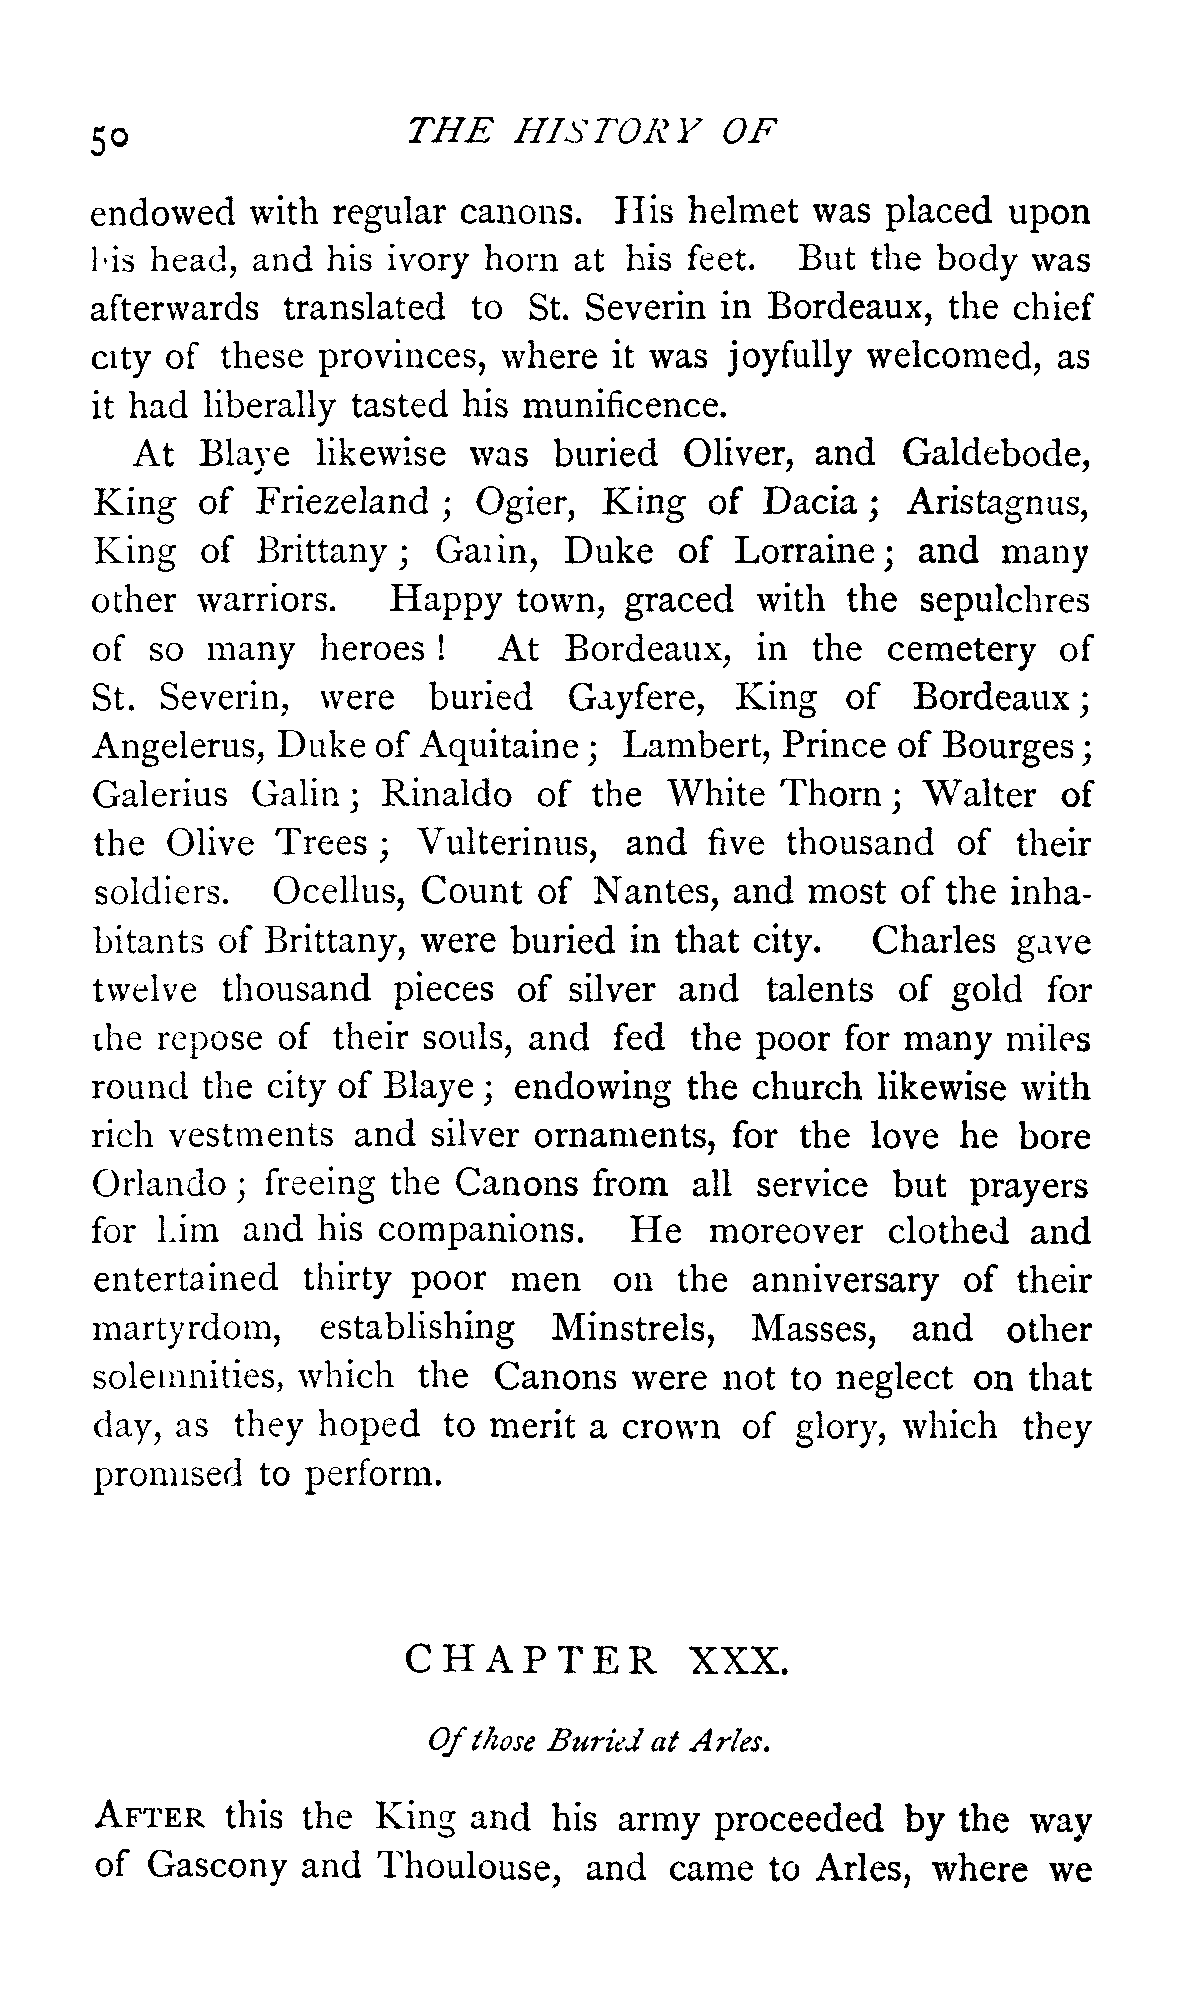 50 THE HISTORY OF
endowed with regular canons. His helmet was placed upon
his head, and his ivory horn at his feet. But the body was
afterwards translated to St. Severin in Bordeaux, the chief
city of these provinces, where it was joyfully welcomed, as
it had liberally tasted his munificence.
At Blaye likewise was buried Oliver, and Galdebode,
King of Friezeland ; Ogier, King of Dacia ; Aristagnus,
King of Brittany ; Garin, Duke of Lorraine ; and many
other warriors. Happy town, graced with the sepulchres
of so many heroes ! At Bordeaux, in the cemetery of
St. Severin, were buried Gayfere, King of Bordeaux ;
Angelerus, Duke of Aquitaine ; Lambert, Prince of Bourges ;
Galerius Galin ; Rinaldo of the White Thorn ; Walter of
the Olive Trees ; Vulterinus, and five thousand of their
soldiers. Ocellus, Count of Nantes, and most of the inha-
bitants of Brittany, were buried in that city. Charles gave
twelve thousand pieces of silver and talents of gold for
the repose of their souls, and fed the poor for many miles
round the city of Blaye ; endowing the church likewise with
rich vestments and silver ornaments, for the love he bore
Orlando ; freeing the Canons from all service but prayers
for him and his companions. He moreover clothed and
entertained thirty poor men on the anniversary of their
martyrdom, establishing Minstrels, Masses, and other
solemnities, which the Canons were not to neglect on that
day, as they hoped to merit a crown of glory, which they
promised to perform.
CHAPTER XXX.
Of those Buried at Arles.
AFTER this the King and his army proceeded by the way
of Gascony and Thoulouse, and came to Arles, where we